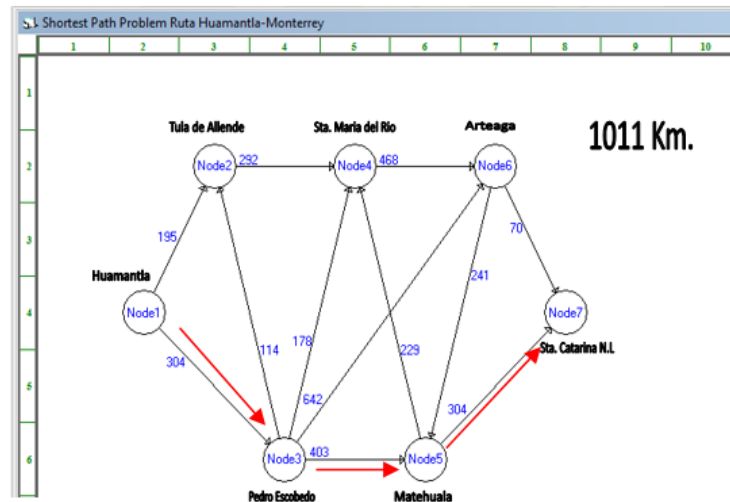 Shortest Path Problem Ruta Huamantla-Monterrey
1 2 3 4 5 6 7 8 9 10
1
Tula de Allende Sta. Maria del Río Arteaga 1011 Km.
2 Node2 292 Node4 468 Node6
3 195 70
241
Huamantla
4 Node1 Node7
304 114 178 229 Sta. Catarina N.L
5 642 304
403
6 Node3 Node5
Pedro Escobedo Matehuala